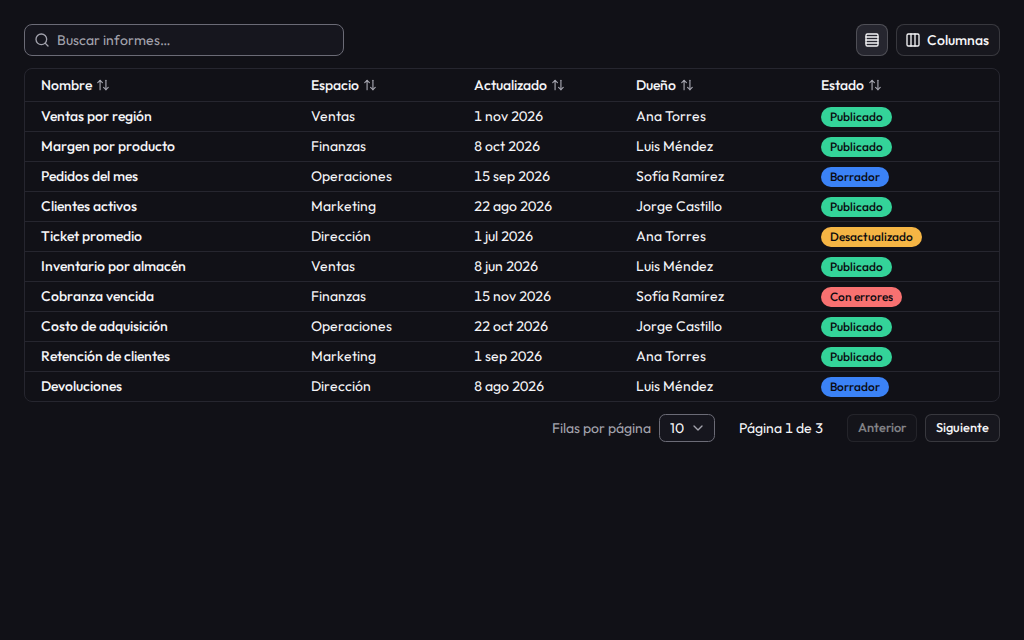 Buscar informes...
Columnas
Nombre Espacio Actualizado Dueño Estado
Ventas por región Ventas 1 nov 2026 Ana Torres Publicado
Margen por producto Finanzas 8 oct 2026 Luis Méndez Publicado
Pedidos del mes Operaciones 15 sep 2026 Sofía Ramírez Borrador
Clientes activos Marketing 22 ago 2026 Jorge Castillo Publicado
Ticket promedio Dirección 1 jul 2026 Ana Torres Desactualizado
Inventario por almacén Ventas 8 jun 2026 Luis Méndez Publicado
Cobranza vencida Finanzas 15 nov 2026 Sofía Ramírez Con errores
Costo de adquisición Operaciones 22 oct 2026 Jorge Castillo Publicado
Retención de clientes Marketing 1 sep 2026 Ana Torres Publicado
Devoluciones Dirección 8 ago 2026 Luis Méndez Borrador
Filas por página 10 Página 1 de 3 Anterior Siguiente